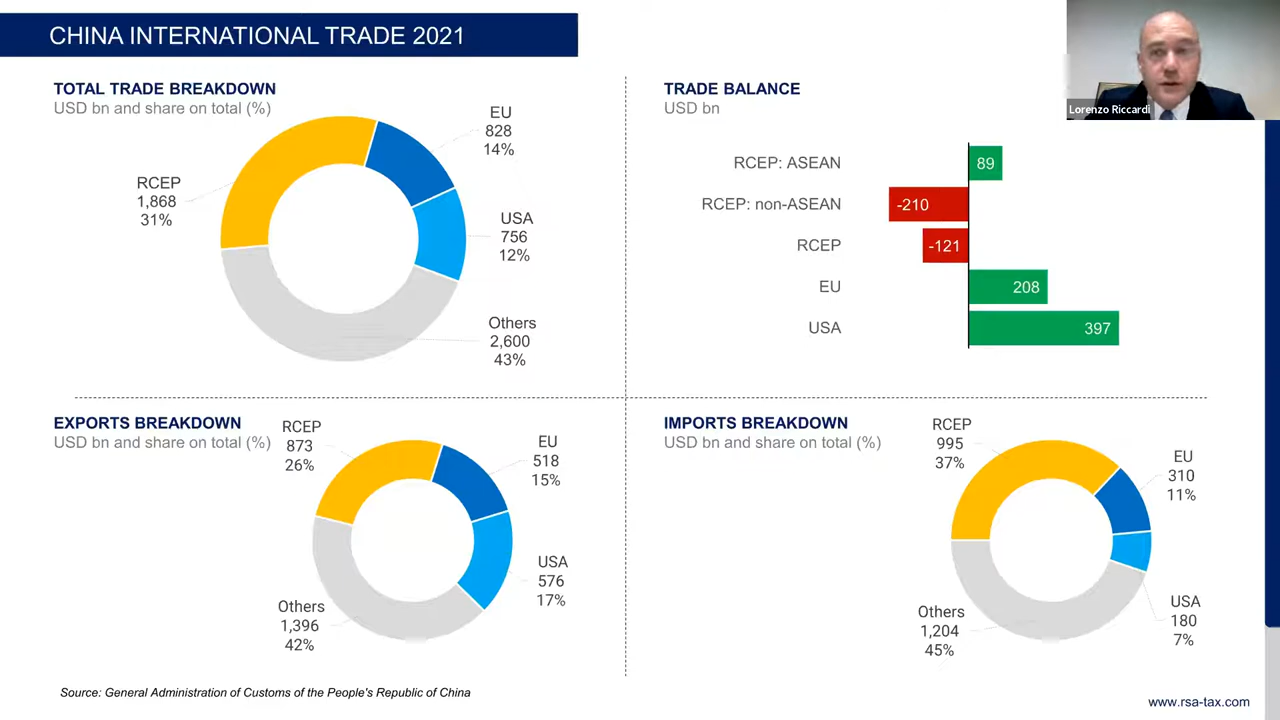 CHINA INTERNATIONAL TRADE 2021
Lorenzo Riccardi
TOTAL TRADE BREAKDOWN
USD bn and share on total (%)
EU
828
14%
RCEP
1,868
31%
USA
756
12%
Others
2,600
43%
TRADE BALANCE
USD bn
RCEP: ASEAN
89
RCEP: non-ASEAN
-210
RCEP
-121
EU
208
USA
397
EXPORTS BREAKDOWN
USD bn and share on total (%)
RCEP
873
26%
EU
518
15%
USA
576
17%
Others
1,396
42%
IMPORTS BREAKDOWN
USD bn and share on total (%)
RCEP
995
37%
EU
310
11%
USA
180
7%
Others
1,204
45%
Source: General Administration of Customs of the People's Republic of China
www.rsa-tax.com